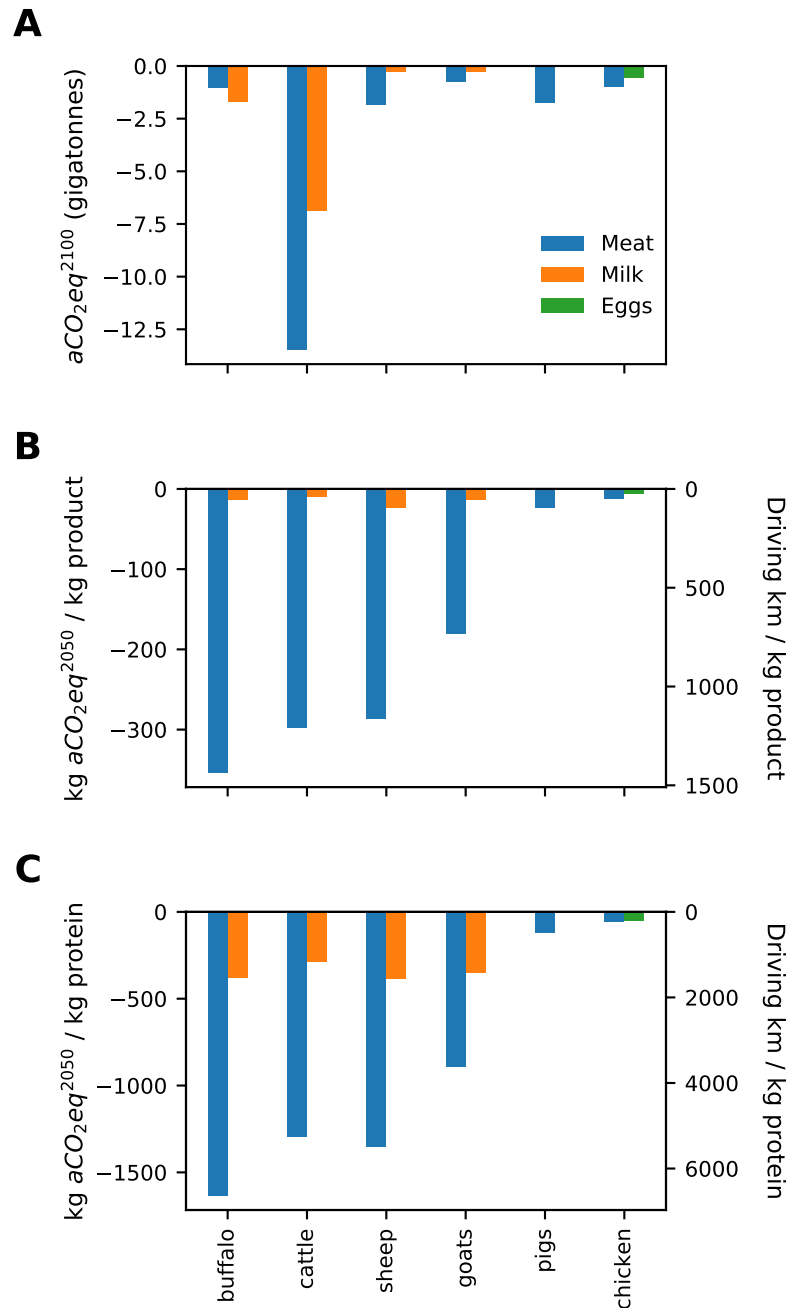 A
aCO₂eq²¹⁰⁰ (gigatonnes)
0.0
−2.5
−5.0
−7.5
−10.0
−12.5
Meat
Milk
Eggs
B
kg aCO₂eq²⁰⁵⁰ / kg product
0
−100
−200
−300
0
500
1000
1500
Driving km / kg product
C
kg aCO₂eq²⁰⁵⁰ / kg protein
0
−500
−1000
−1500
0
2000
4000
6000
Driving km / kg protein
buffalo
cattle
sheep
goats
pigs
chicken